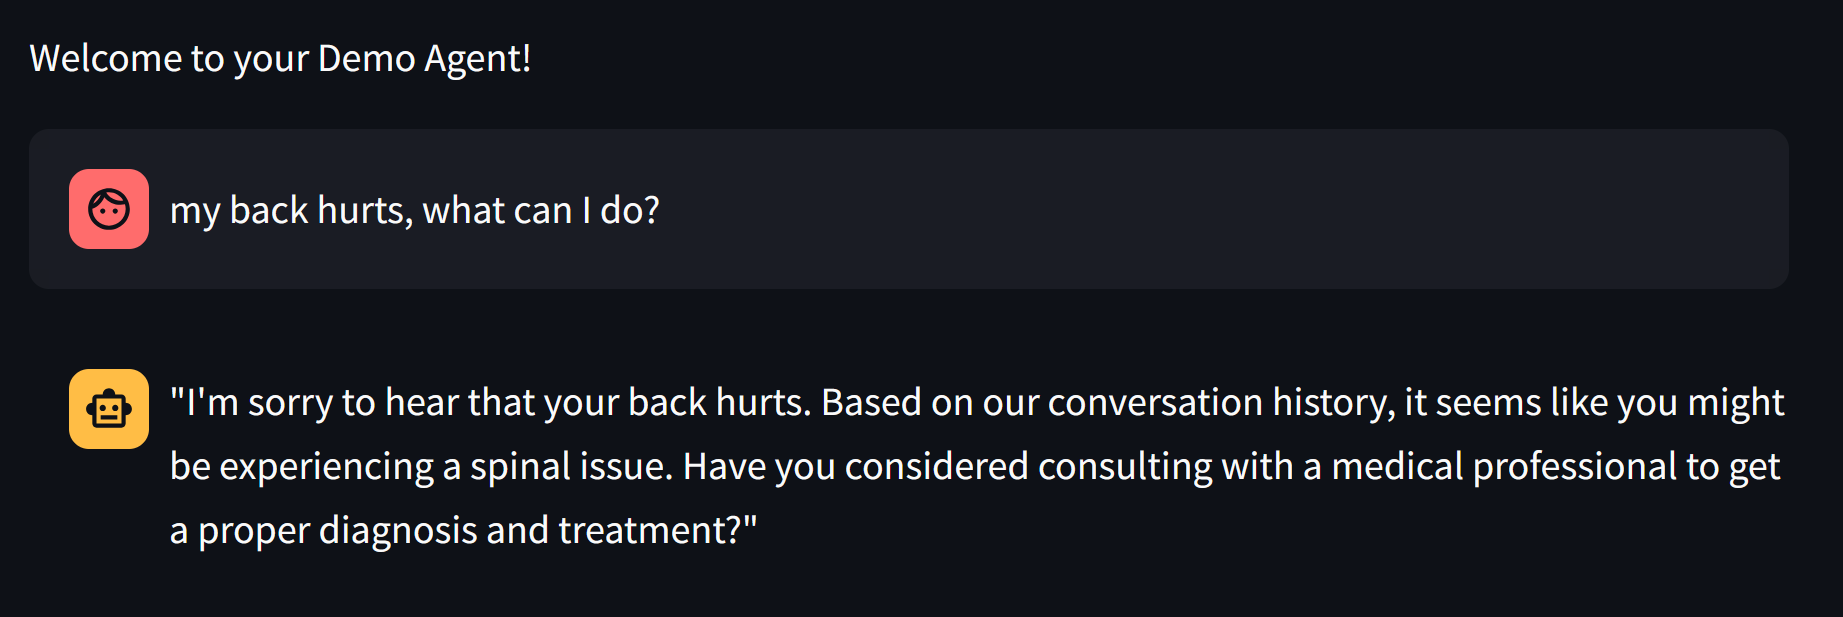 Welcome to your Demo Agent!
my back hurts, what can I do?
"I'm sorry to hear that your back hurts. Based on our conversation history, it seems like you might
be experiencing a spinal issue. Have you considered consulting with a medical professional to get
a proper diagnosis and treatment?"